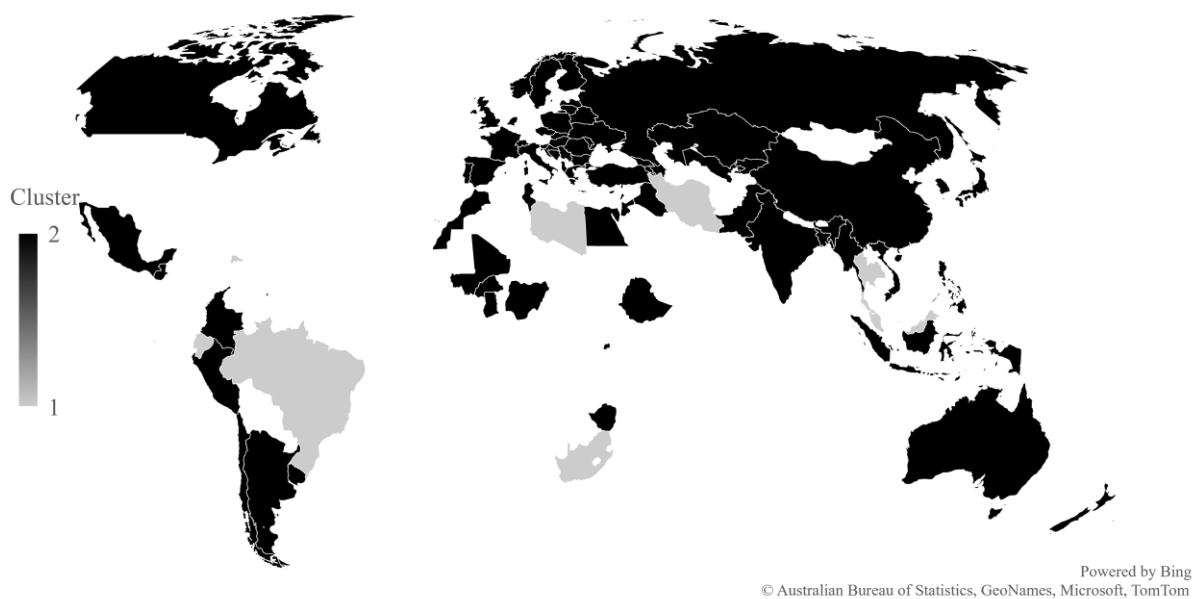 Cluster
2
1
Powered by Bing
© Australian Bureau of Statistics, GeoNames, Microsoft, TomTom